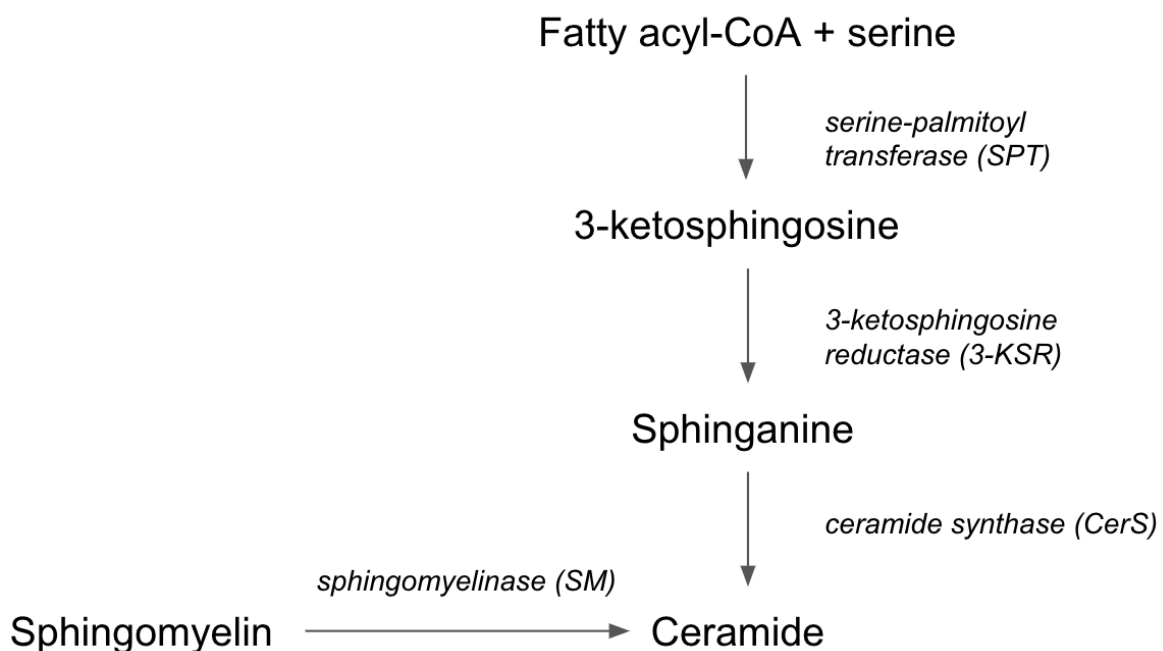 Fatty acyl-CoA + serine
serine-palmitoyl
transferase (SPT)
3-ketosphingosine
3-ketosphingosine
reductase (3-KSR)
Sphinganine
ceramide synthase (CerS)
sphingomyelinase (SM)
Sphingomyelin
Ceramide